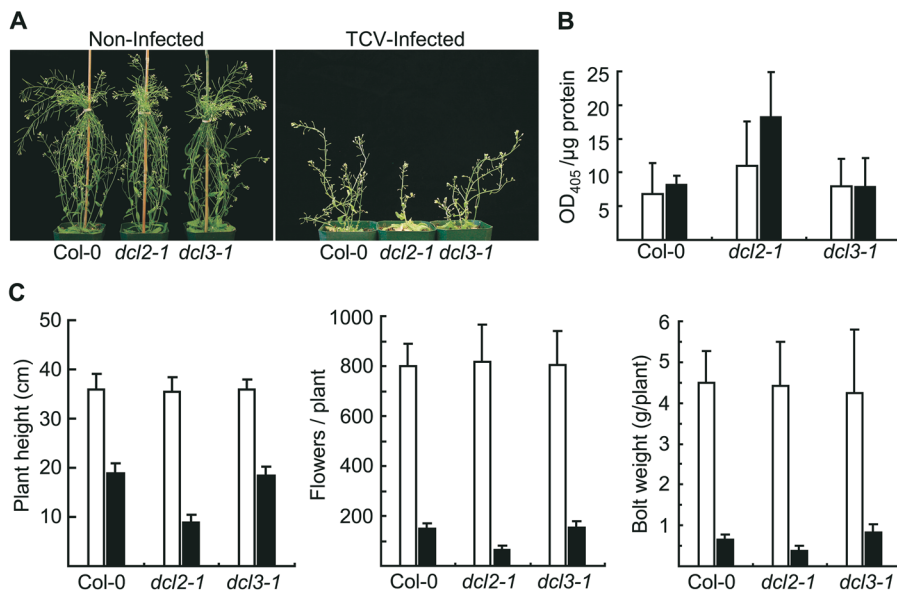 A
Non-Infected
TCV-Infected
Col-0 dcl2-1 dcl3-1
Col-0 dcl2-1 dcl3-1
B
OD405/µg protein
25
20
15
10
5
Col-0 dcl2-1 dcl3-1
C
Plant height (cm)
50
40
30
20
10
Col-0 dcl2-1 dcl3-1
Flowers / plant
1000
800
600
400
200
Col-0 dcl2-1 dcl3-1
Bolt weight (g/plant)
6
5
4
3
2
1
Col-0 dcl2-1 dcl3-1